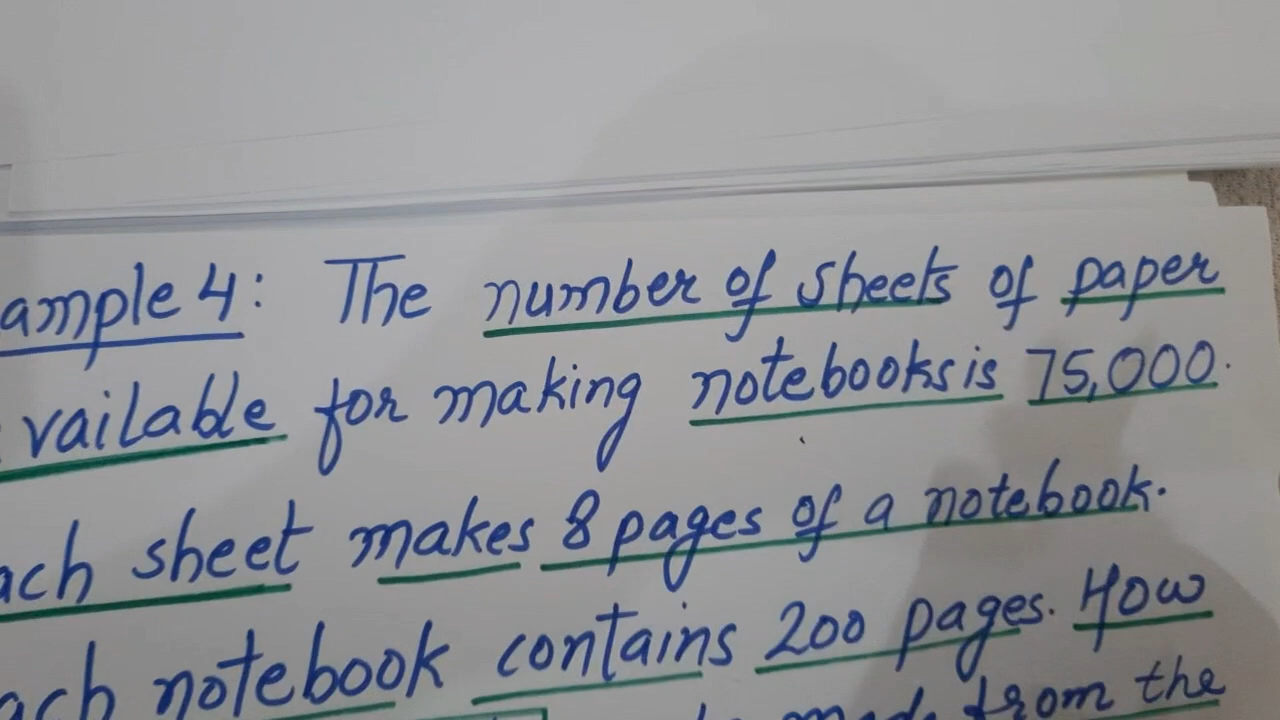 ample 4: The number of sheets of paper
vailable for making notebooks is 75,000.
ach sheet makes 8 pages of a notebook.
ach notebook contains 200 pages. How
from the